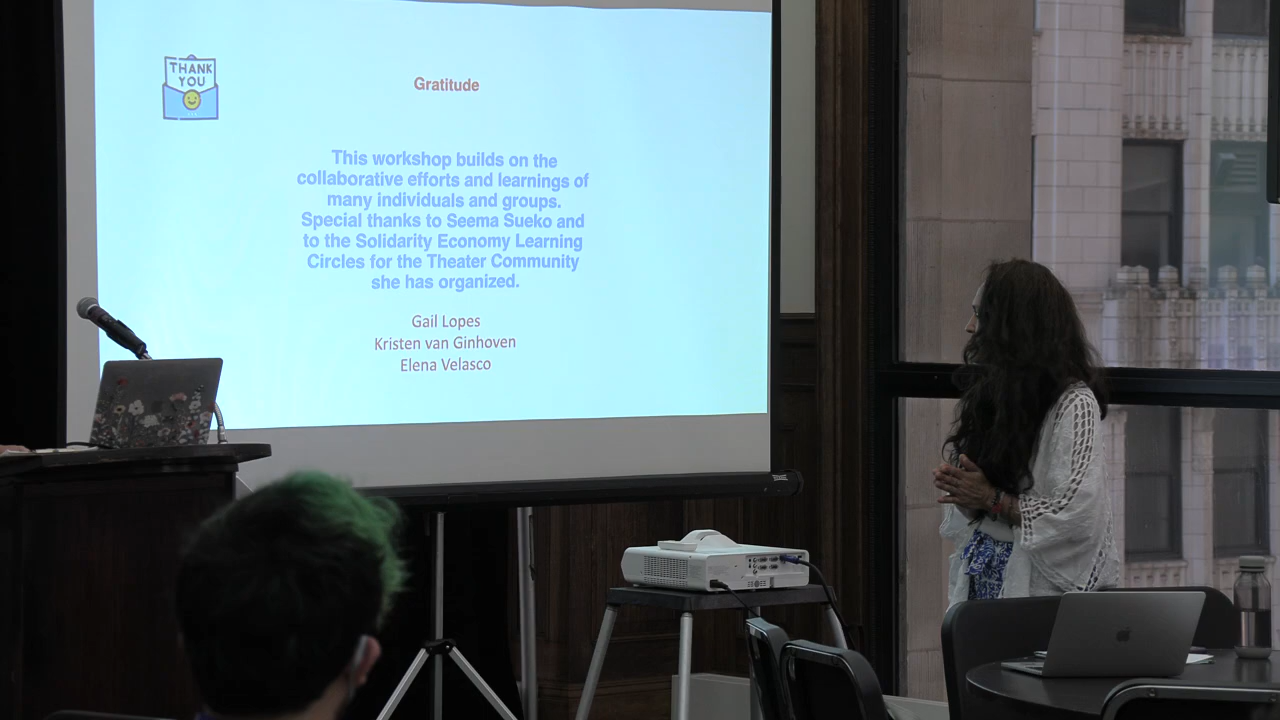 THANK
YOU
Gratitude
This workshop builds on the
collaborative efforts and learnings of
many individuals and groups.
Special thanks to Seema Sueko and
to the Solidarity Economy Learning
Circles for the Theater Community
she has organized.
Gail Lopes
Kristen van Ginhoven
Elena Velasco